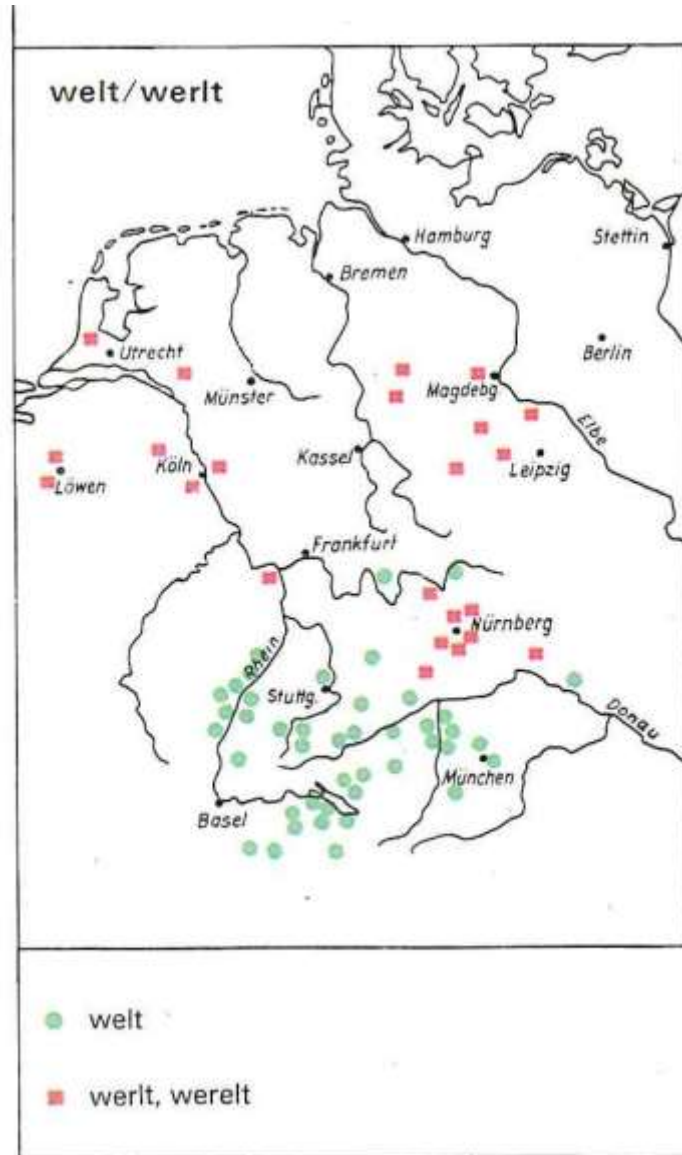 welt/werlt
Hamburg
Stettin
Bremen
Berlin
Utrecht
Münster
Magdebg
Elbe
Kassel
Leipzig
Köln
Löwen
Frankfurt
Nürnberg
Rhein
Stuttg.
Donau
München
Basel
welt
werlt, werelt